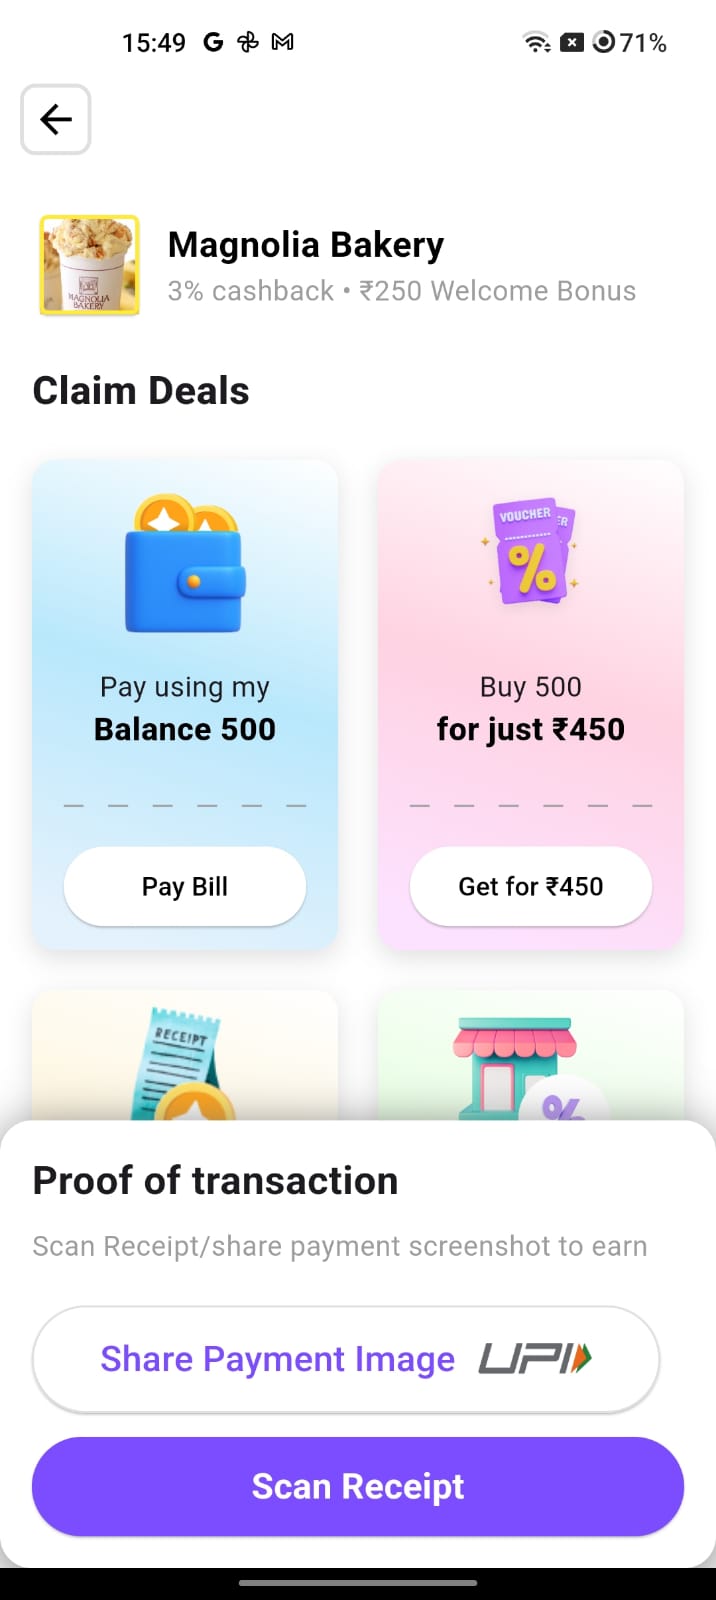 15:49 G 71%
MAGNOLIA
BAKERY
Magnolia Bakery
3% cashback • ₹250 Welcome Bonus
Claim Deals
VOUCHER
ER
%
Pay using my
Balance 500
Buy 500
for just ₹450
Pay Bill
Get for ₹450
RECEIPT
%
Proof of transaction
Scan Receipt/share payment screenshot to earn
Share Payment Image UPI
Scan Receipt